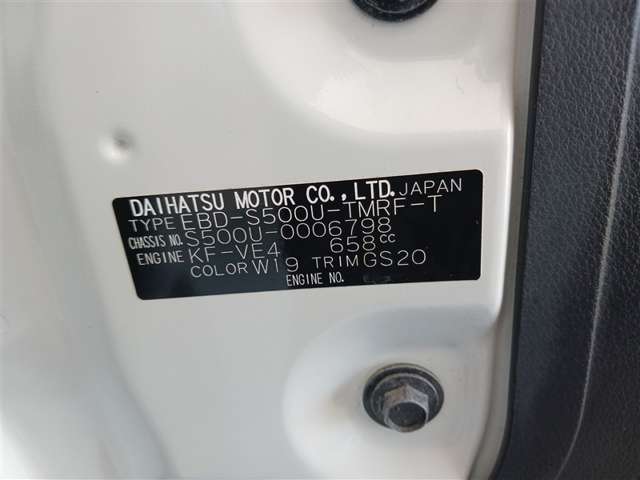 DAIHATSU MOTOR CO.,LTD. JAPAN
TYPE EBD-S500U-TMRF-T
CHASSIS NO. S500U-0006798
ENGINE KF-VE4 658cc
COLOR W19 TRIM GS20
ENGINE NO.